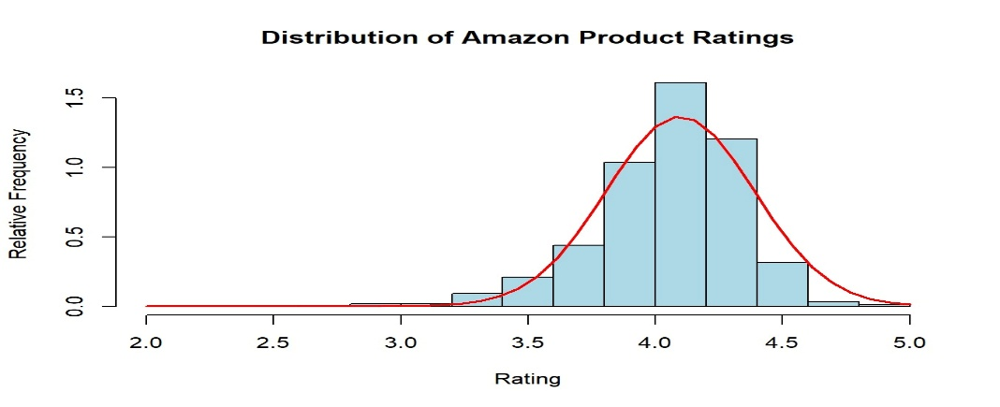 Distribution of Amazon Product Ratings
Relative Frequency
1.5
1.0
0.5
0.0
2.0 2.5 3.0 3.5 4.0 4.5 5.0
Rating